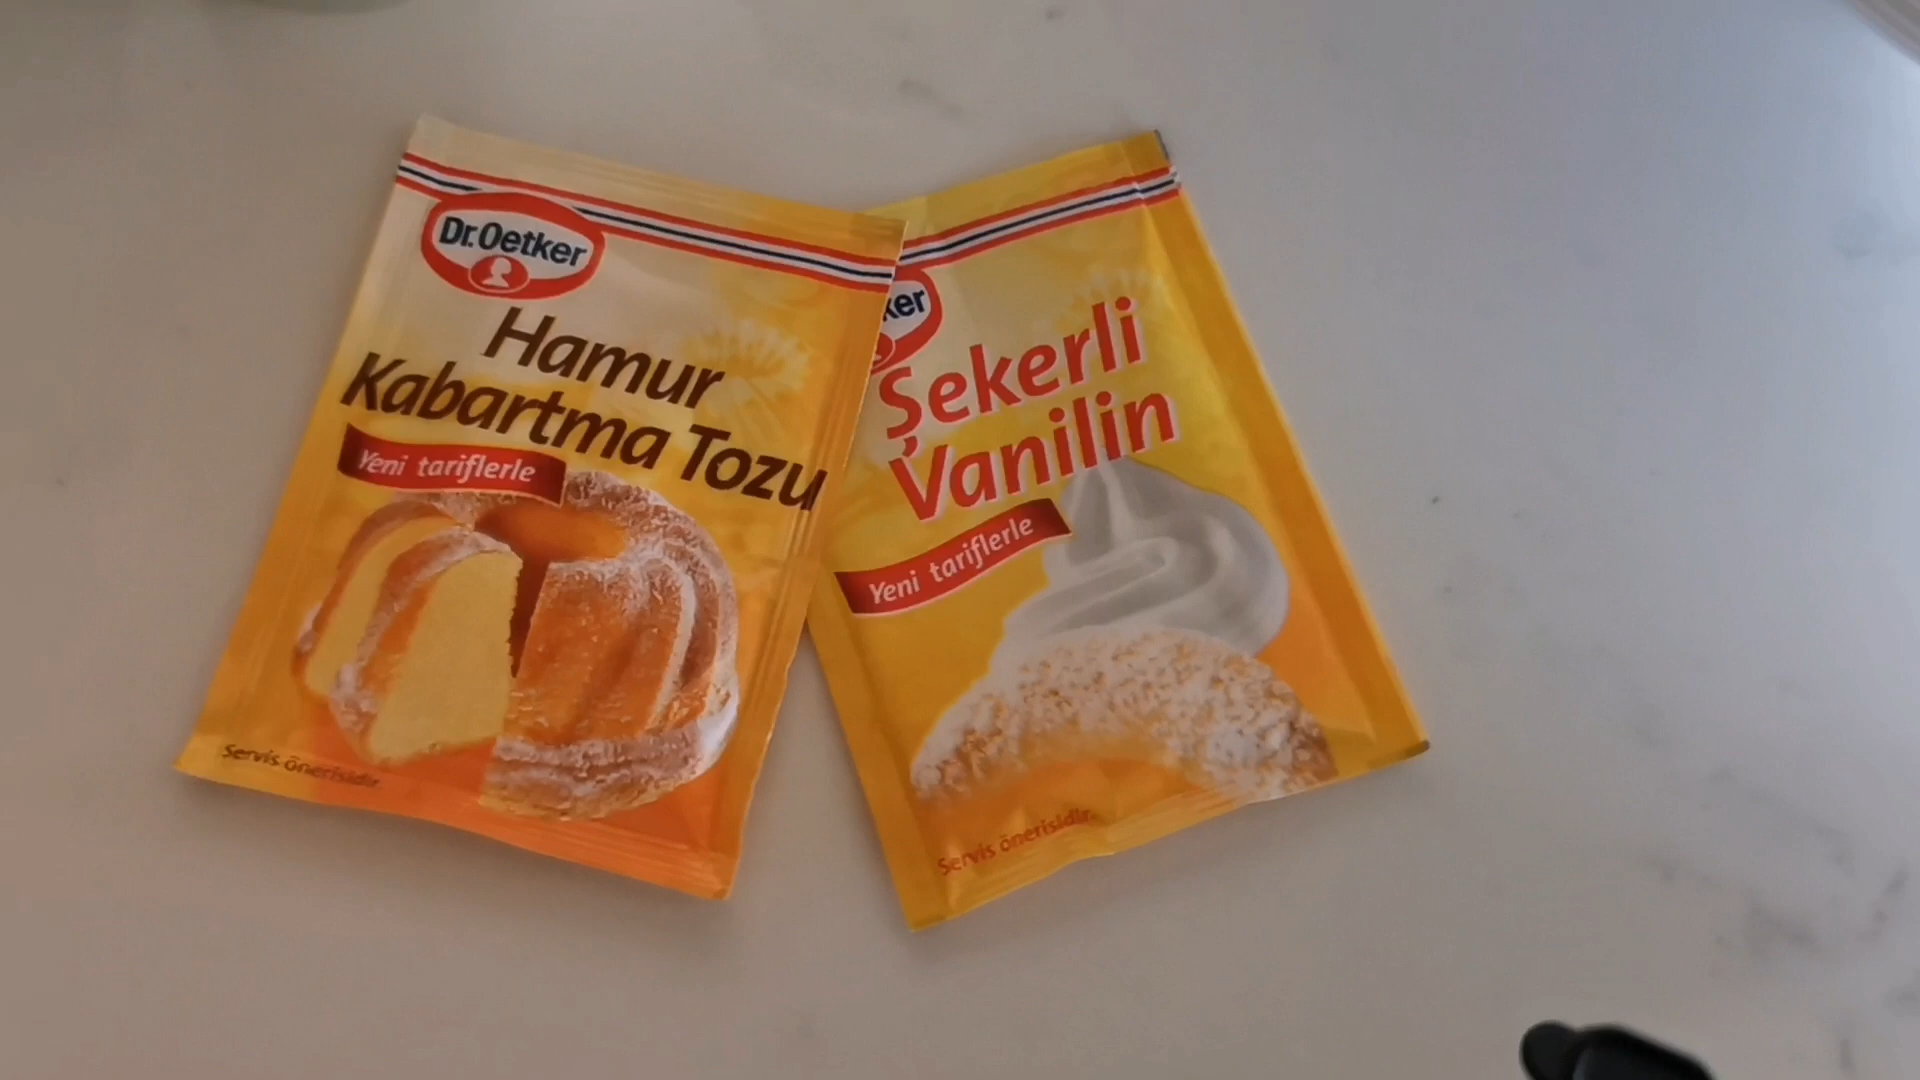 Dr.Oetker
Hamur
Kabartma Tozu
Yeni tariflerle
Servis önerisidir.
ker
Şekerli
Vanilin
Yeni tariflerle
Servis önerisidir.